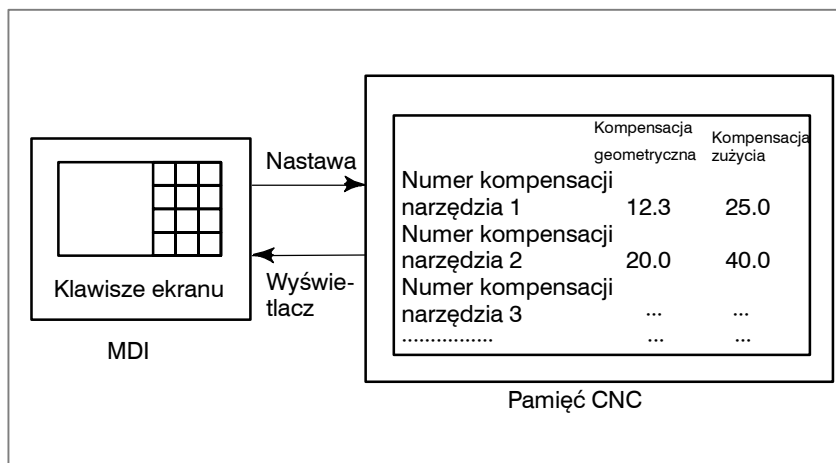 Nastawa
Wyświe-
tlacz
Klawisze ekranu
MDI
Kompensacja
geometryczna
Kompensacja
zużycia
Numer kompensacji
narzędzia 1 12.3 25.0
Numer kompensacji
narzędzia 2 20.0 40.0
Numer kompensacji
narzędzia 3 ... ...
................ ... ...
Pamięć CNC